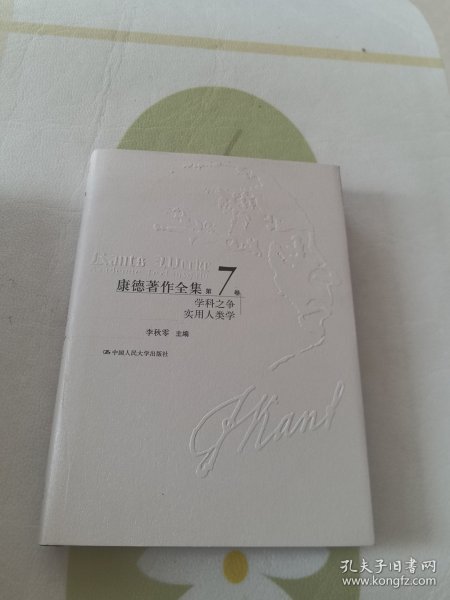 Kants Werke
康德著作全集 第7卷
学科之争
实用人类学
李秋零 主编
中国人民大学出版社
I Kant
孔夫子旧书网
www.kongfz.com